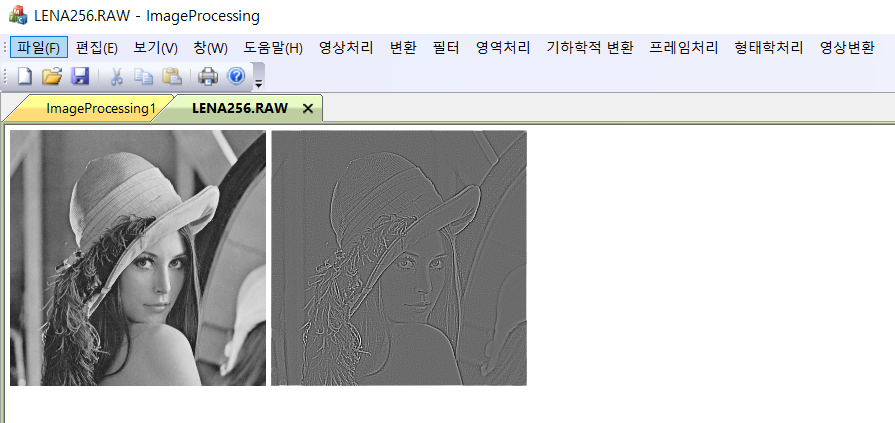 LENA256.RAW - ImageProcessing
파일(F) 편집(E) 보기(V) 창(W) 도움말(H) 영상처리 변환 필터 영역처리 기하학적 변환 프레임처리 형태학처리 영상변환
ImageProcessing1 LENA256.RAW